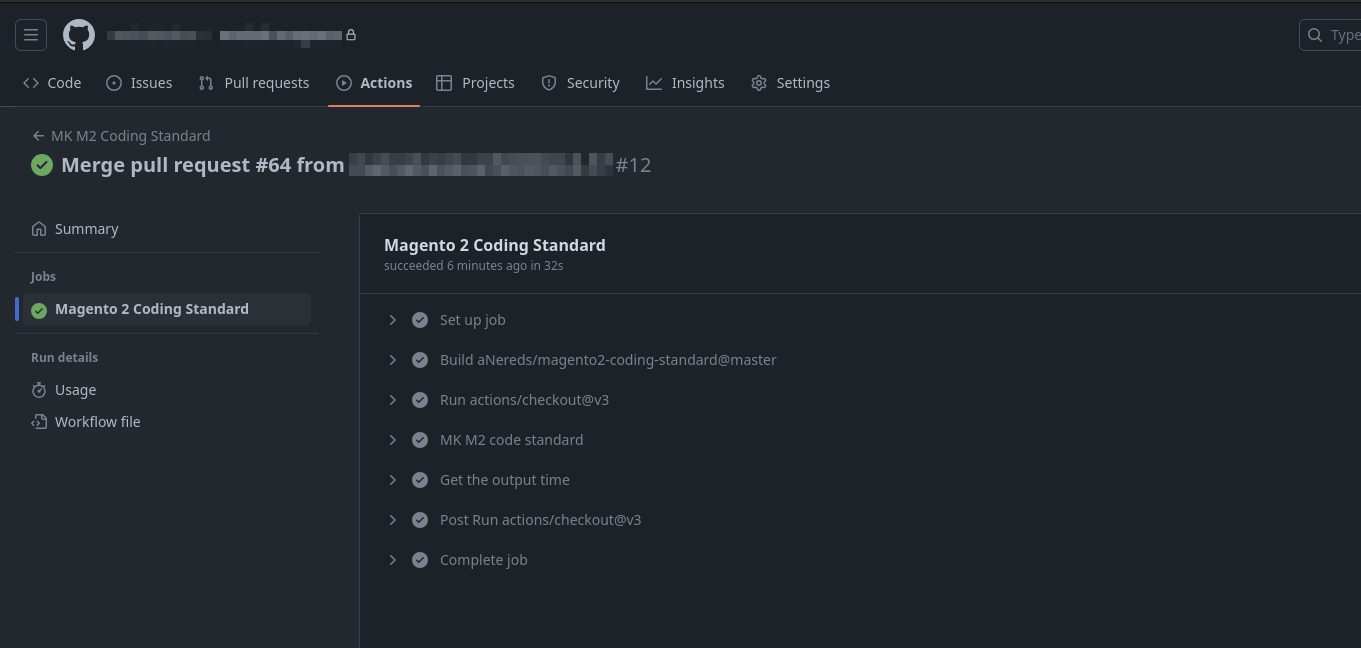 Type
Code Issues Pull requests Actions Projects Security Insights Settings
MK M2 Coding Standard
Merge pull request #64 from #12
Summary
Jobs
Magento 2 Coding Standard
Run details
Usage
Workflow file
Magento 2 Coding Standard
succeeded 6 minutes ago in 32s
Set up job
Build aNereds/magento2-coding-standard@master
Run actions/checkout@v3
MK M2 code standard
Get the output time
Post Run actions/checkout@v3
Complete job